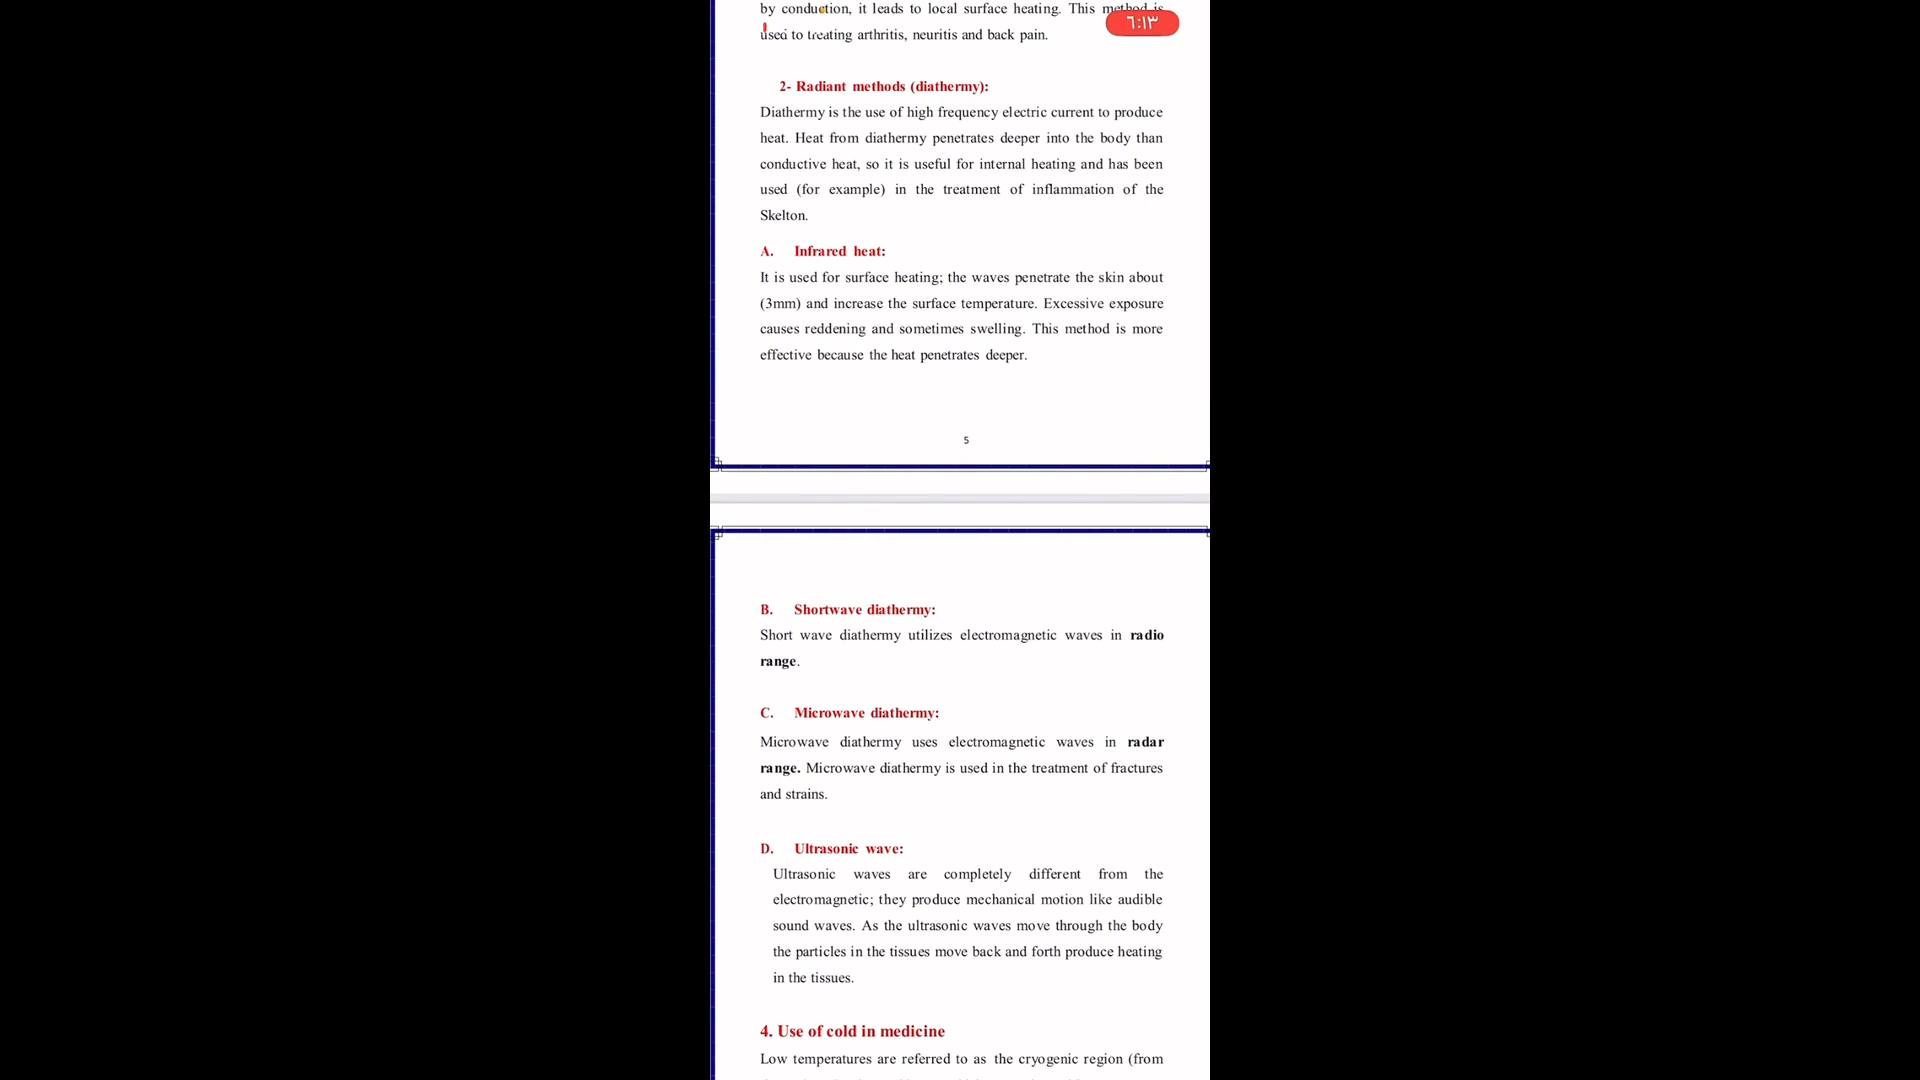 by conduction, it leads to local surface heating. This method is
٦:١٣
used to treating arthritis, neuritis and back pain.
2- Radiant methods (diathermy):
Diathermy is the use of high frequency electric current to produce
heat. Heat from diathermy penetrates deeper into the body than
conductive heat, so it is useful for internal heating and has been
used (for example) in the treatment of inflammation of the
Skelton.
A. Infrared heat:
It is used for surface heating; the waves penetrate the skin about
(3mm) and increase the surface temperature. Excessive exposure
causes reddening and sometimes swelling. This method is more
effective because the heat penetrates deeper.
5
B. Shortwave diathermy:
Short wave diathermy utilizes electromagnetic waves in radio
range.
C. Microwave diathermy:
Microwave diathermy uses electromagnetic waves in radar
range. Microwave diathermy is used in the treatment of fractures
and strains.
D. Ultrasonic wave:
Ultrasonic waves are completely different from the
electromagnetic; they produce mechanical motion like audible
sound waves. As the ultrasonic waves move through the body
the particles in the tissues move back and forth produce heating
in the tissues.
4. Use of cold in medicine
Low temperatures are referred to as the cryogenic region (from